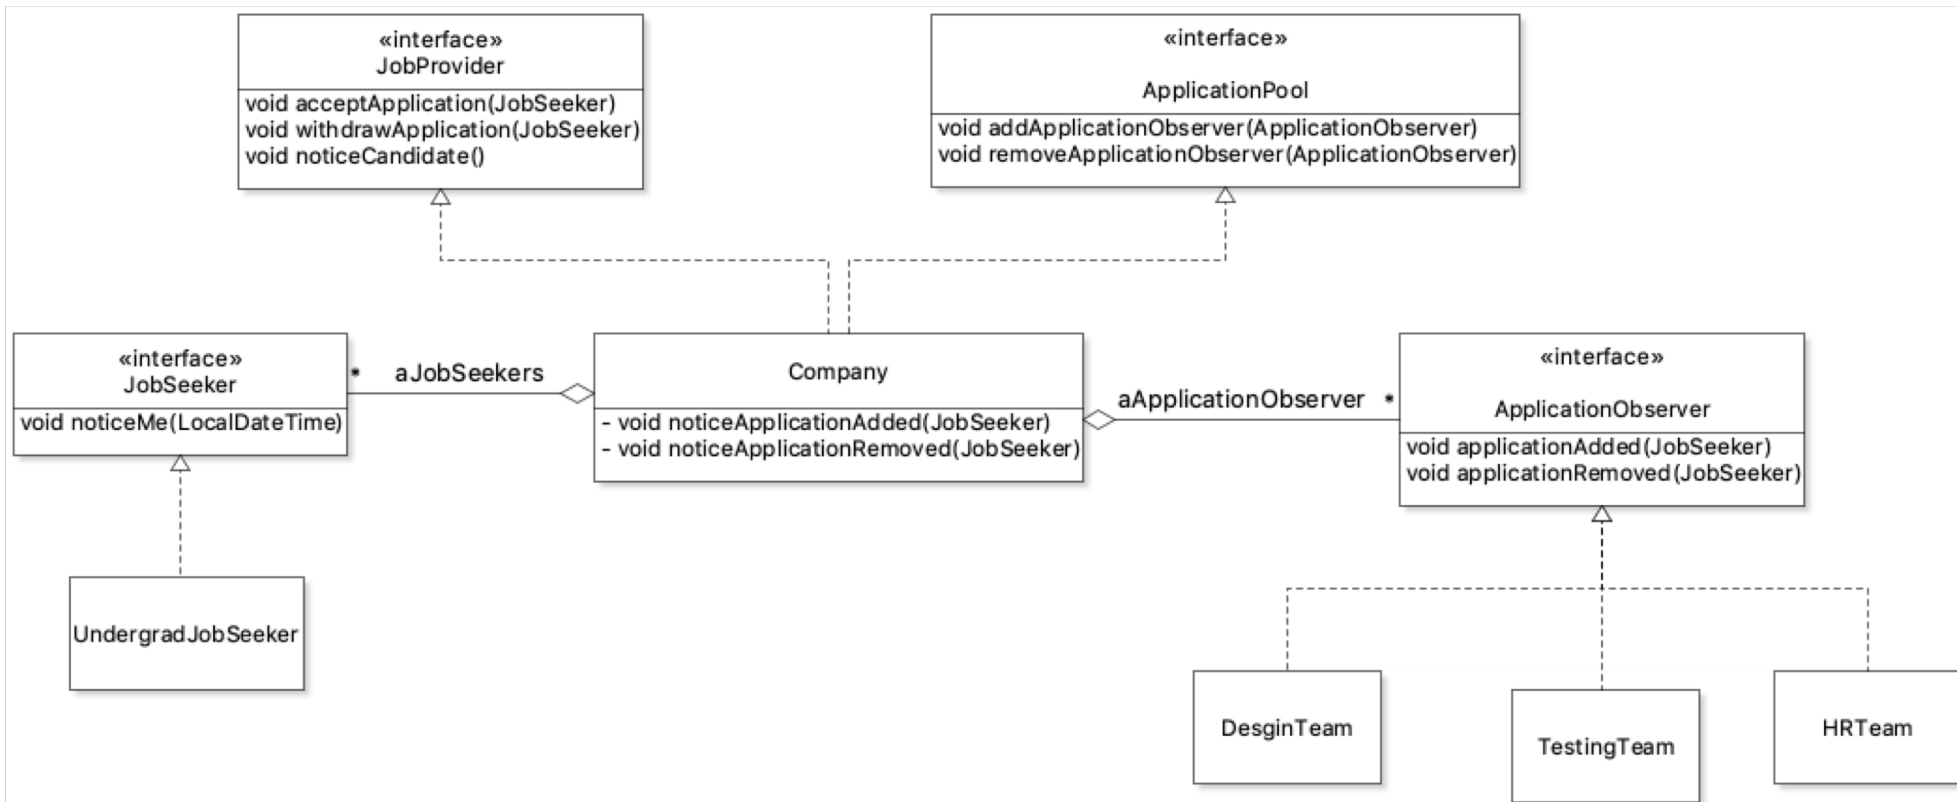 «interface»
JobProvider
void acceptApplication(JobSeeker)
void withdrawApplication(JobSeeker)
void noticeCandidate()
«interface»
ApplicationPool
void addApplicationObserver(ApplicationObserver)
void removeApplicationObserver(ApplicationObserver)
«interface»
JobSeeker
void noticeMe(LocalDateTime)
* aJobSeekers
Company
- void noticeApplicationAdded(JobSeeker)
- void noticeApplicationRemoved(JobSeeker)
aApplicationObserver *
«interface»
ApplicationObserver
void applicationAdded(JobSeeker)
void applicationRemoved(JobSeeker)
UndergradJobSeeker
DesginTeam
TestingTeam
HRTeam